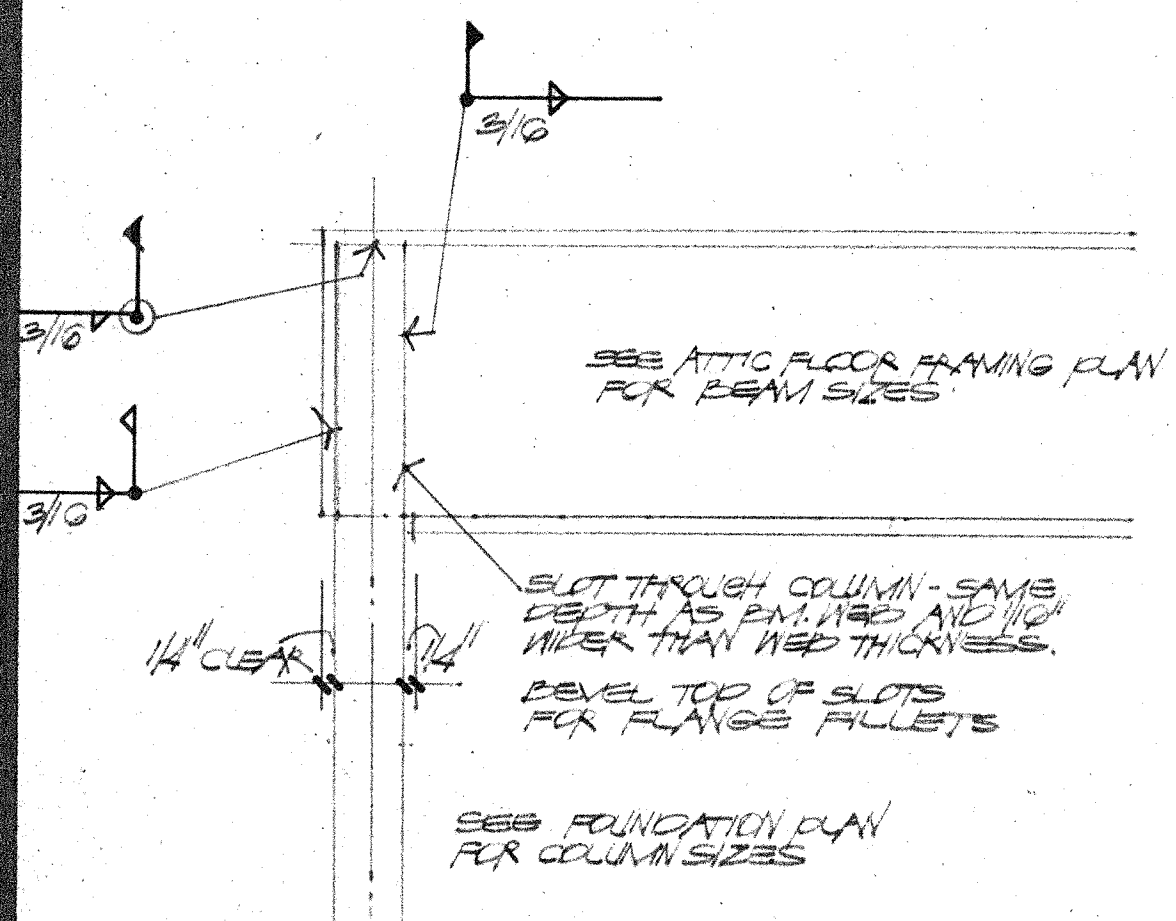 3/16
3/16
SEE ATTIC FLOOR FRAMING PLAN
FOR BEAM SIZES.
3/16
SLOT THROUGH COLUMN - SAME
DEPTH AS BM. WEB AND 1/16"
WIDER THAN WEB THICKNESS.
1/4" CLEAR
1/4"
BEVEL TOP OF SLOTS
FOR FLANGE FILLETS
SEE FOUNDATION PLAN
FOR COLUMN SIZES